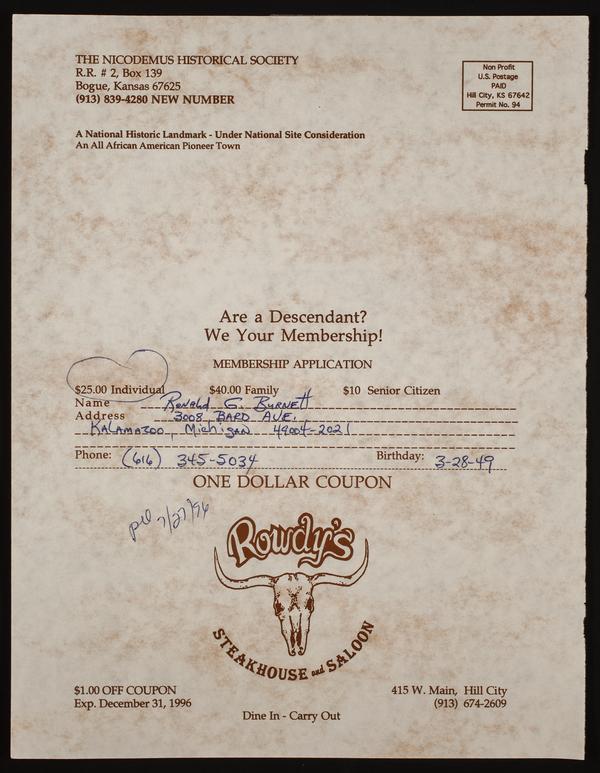 THE NICODEMUS HISTORICAL SOCIETY
R.R. # 2, Box 139
Bogue, Kansas 67625
(913) 839-4280 NEW NUMBER
Non Profit
U.S. Postage
PAID
Hill City, KS 67642
Permit No. 94
A National Historic Landmark - Under National Site Consideration
An All African American Pioneer Town
Are a Descendant?
We Your Membership!
MEMBERSHIP APPLICATION
$25.00 Individual $40.00 Family $10 Senior Citizen
Name Ronald G. Burnett
Address 3008 BARD AVE.
KALAMAZOO, Michigan 49004-2021
Phone: (616) 345-5034 Birthday: 3-28-49
ONE DOLLAR COUPON
pd 7/27/96
Rowdy's
STEAKHOUSE and SALOON
$1.00 OFF COUPON
Exp. December 31, 1996
415 W. Main, Hill City
(913) 674-2609
Dine In - Carry Out